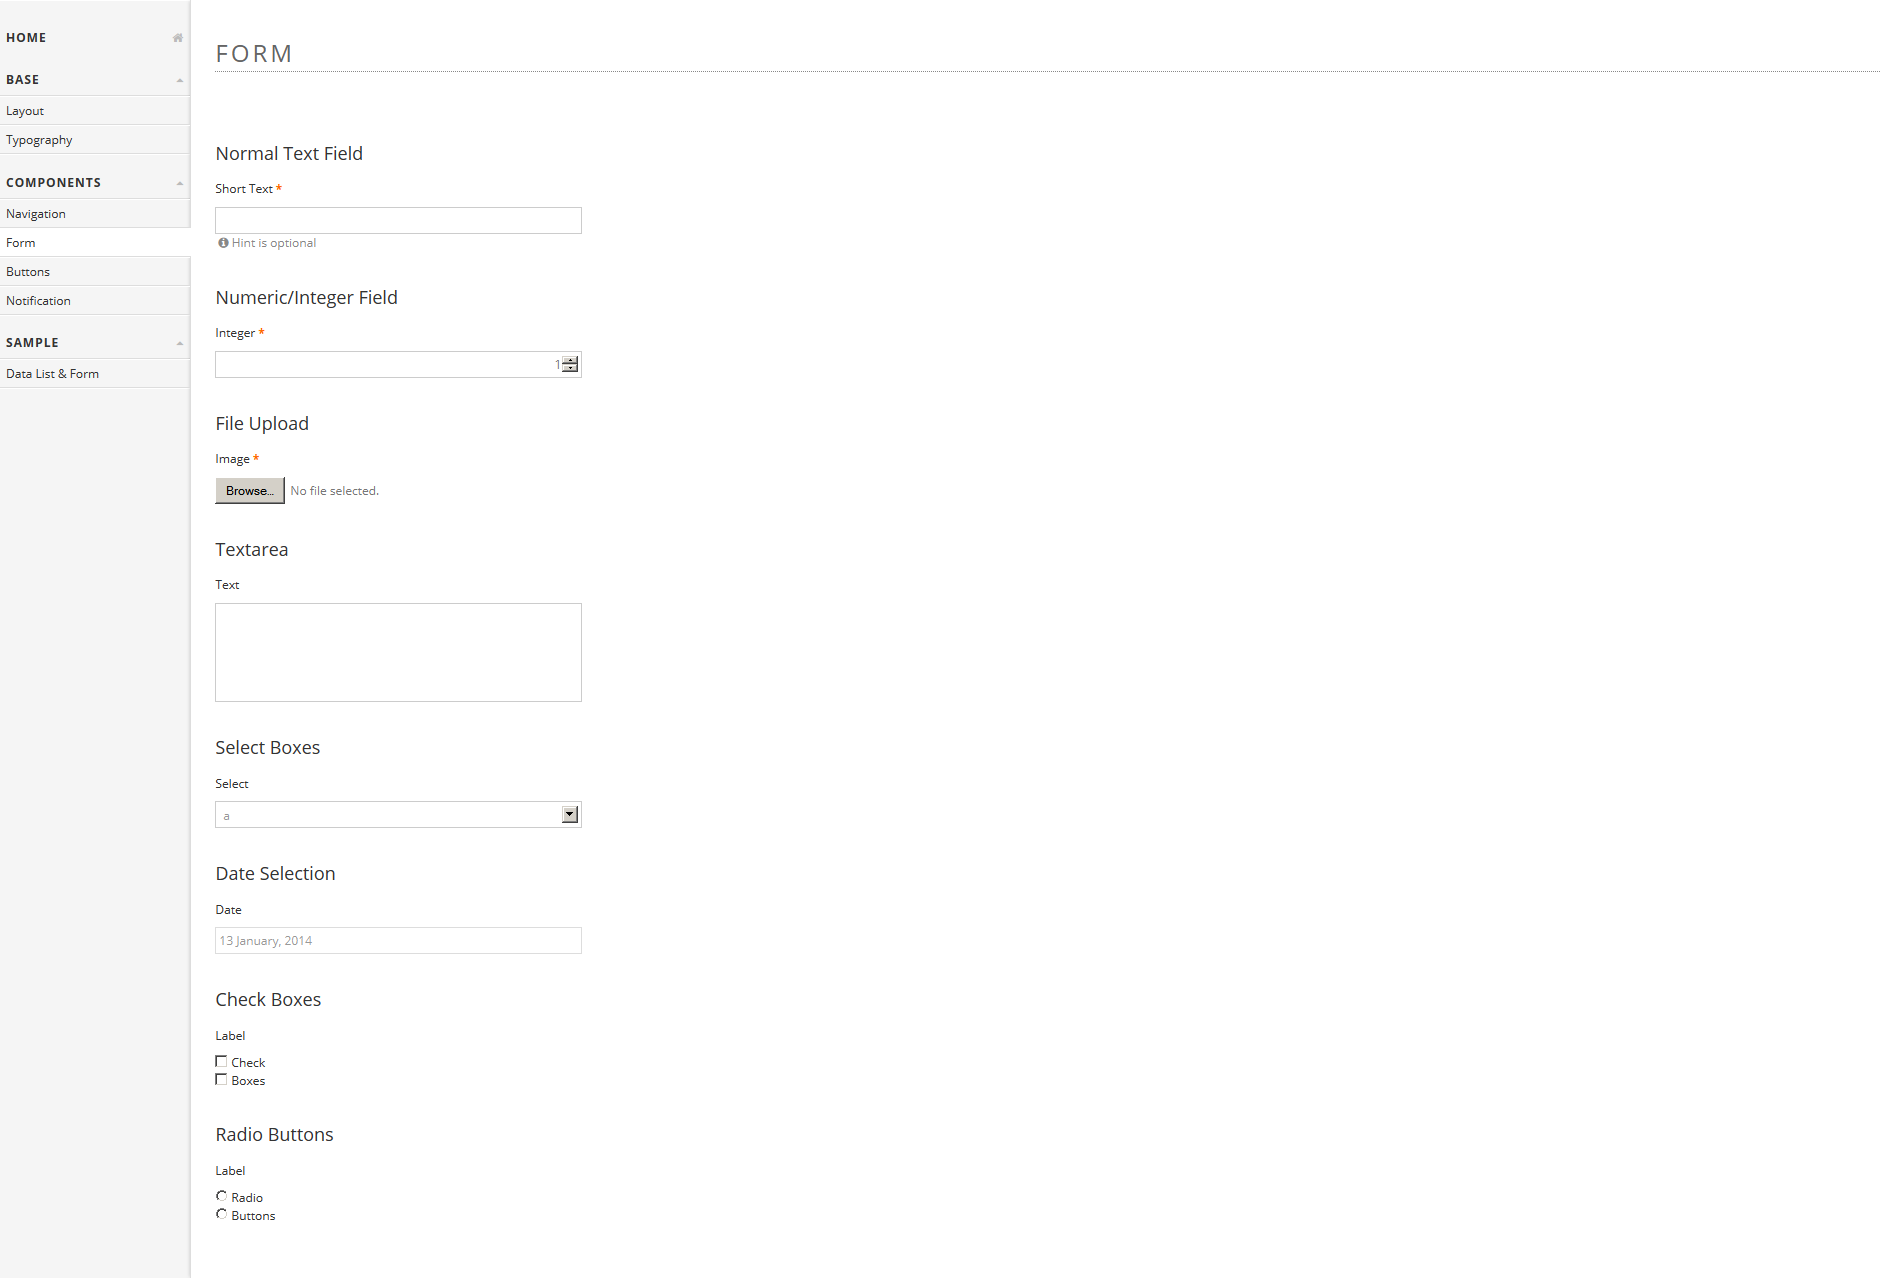 HOME
BASE
Layout
Typography
COMPONENTS
Navigation
Form
Buttons
Notification
SAMPLE
Data List & Form
FORM
Normal Text Field
Short Text *
Hint is optional
Numeric/Integer Field
Integer *
1
File Upload
Image *
Browse... No file selected.
Textarea
Text
Select Boxes
Select
a
Date Selection
Date
13 January, 2014
Check Boxes
Label
Check
Boxes
Radio Buttons
Label
Radio
Buttons